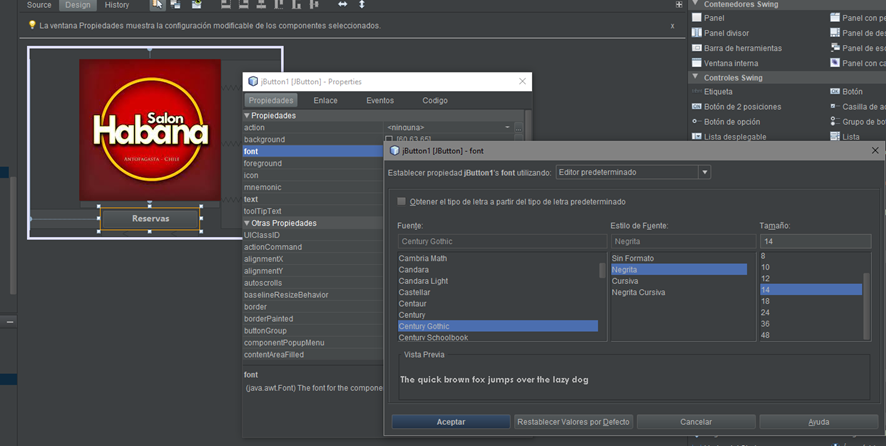 Source Design History
La ventana Propiedades muestra la configuración modificable de los componentes seleccionados. x
Salon
Habana
ANTOFAGASTA - CHILE
Reservas
jButton1 [JButton] - Properties
Propiedades Enlace Eventos Codigo
Propiedades
action <ninguna>
background [60,63,65]
font
foreground
icon
mnemonic
text
toolTipText
Otras Propiedades
UIClassID
actionCommand
alignmentX
alignmentY
autoscrolls
baselineResizeBehavior
border
borderPainted
buttonGroup
componentPopupMenu
contentAreaFilled
font
(java.awt.Font) The font for the compone
jButton1 [JButton] - font
Establecer propiedad jButton1's font utilizando: Editor predeterminado
Obtener el tipo de letra a partir del tipo de letra predeterminado
Fuente: Estilo de Fuente: Tamaño:
Century Gothic Negrita 14
Cambria Math
Candara
Candara Light
Castellar
Centaur
Century
Century Gothic
Century Schoolbook
Sin Formato
Negrita
Cursiva
Negrita Cursiva
8
10
12
14
18
24
36
48
Vista Previa
The quick brown fox jumps over the lazy dog
Aceptar Restablecer Valores por Defecto Cancelar Ayuda
Contenedores Swing
Panel Panel con pe
Panel divisor Panel de des
Barra de herramientas Panel de esc
Ventana interna Panel con ca
Controles Swing
Etiqueta Botón
Botón de 2 posiciones Casilla de a
Botón de opción Grupo de bo
Lista desplegable Lista